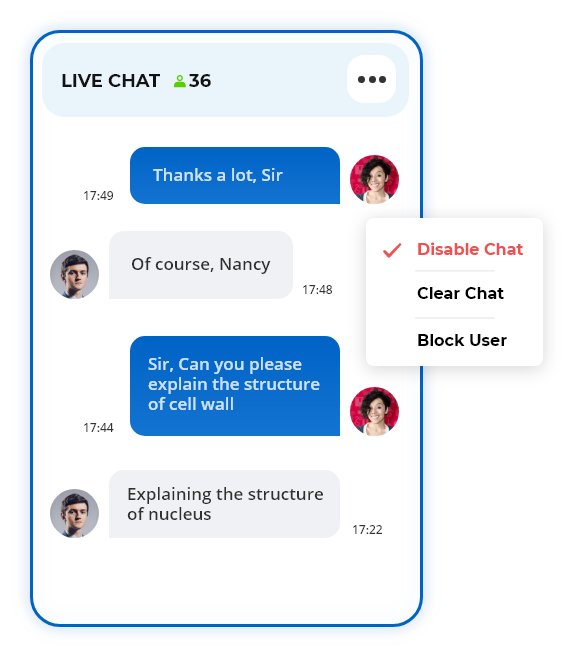 LIVE CHAT 36
Thanks a lot, Sir
17:49
Of course, Nancy
17:48
Disable Chat
Clear Chat
Block User
Sir, Can you please
explain the structure
of cell wall
17:44
Explaining the structure
of nucleus
17:22